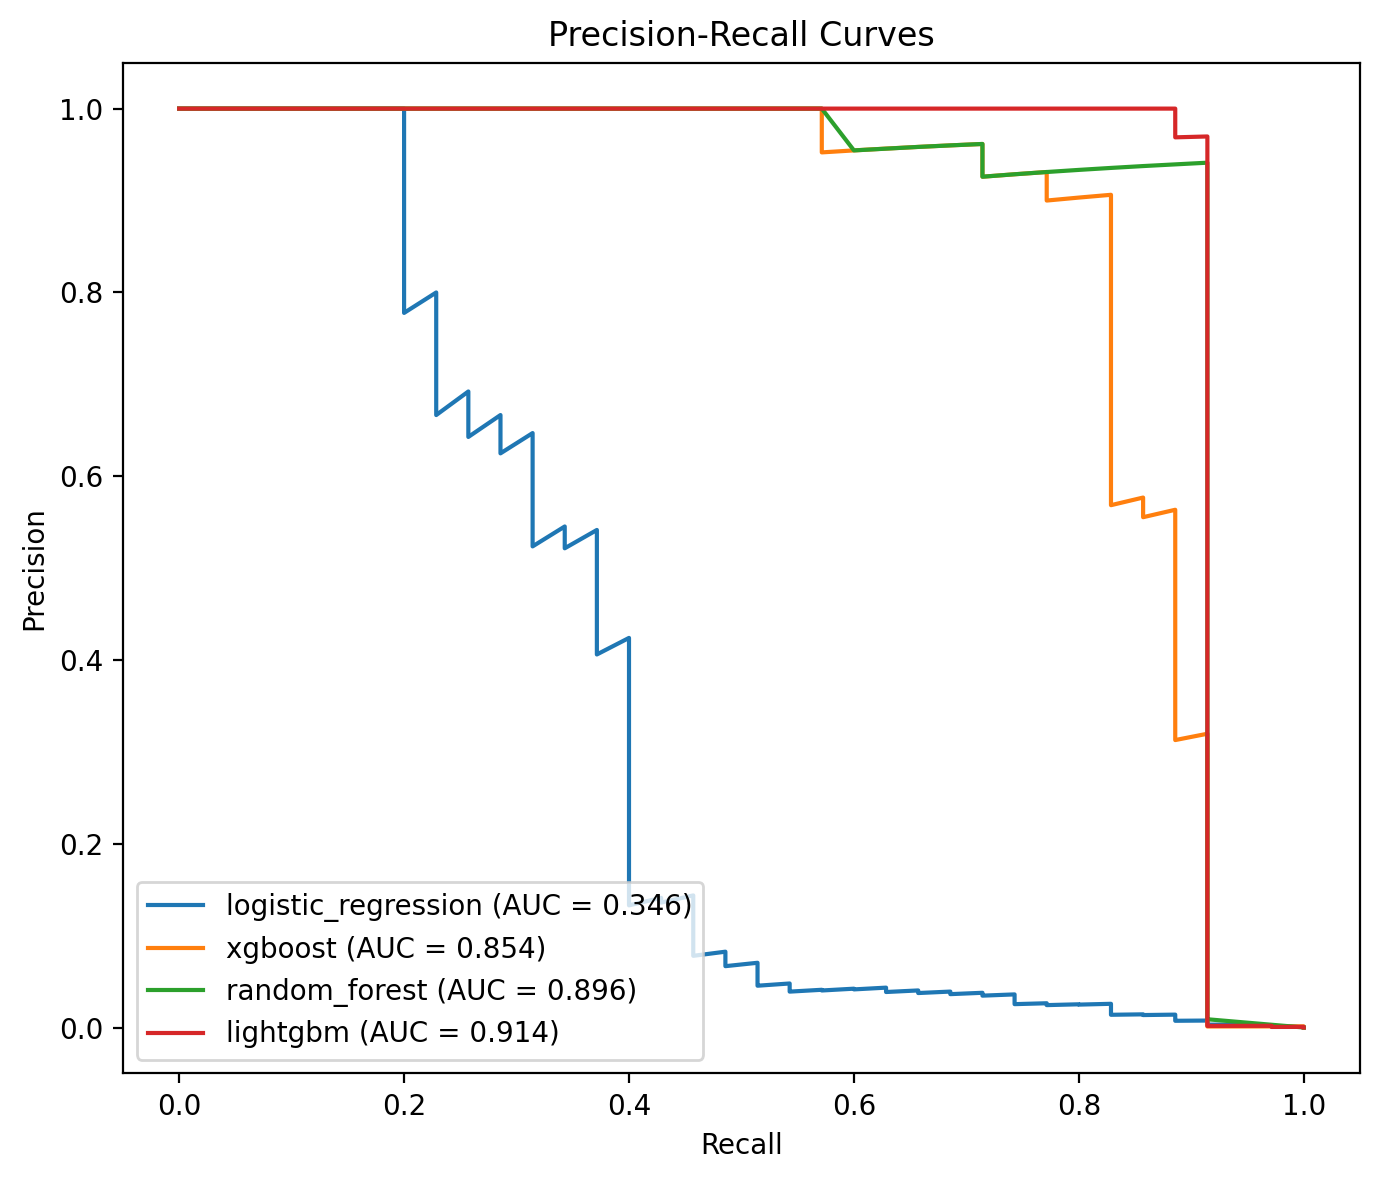 Precision-Recall Curves
1.0
0.8
0.6
0.4
0.2
0.0
Precision
logistic_regression (AUC = 0.346)
xgboost (AUC = 0.854)
random_forest (AUC = 0.896)
lightgbm (AUC = 0.914)
0.0 0.2 0.4 0.6 0.8 1.0
Recall